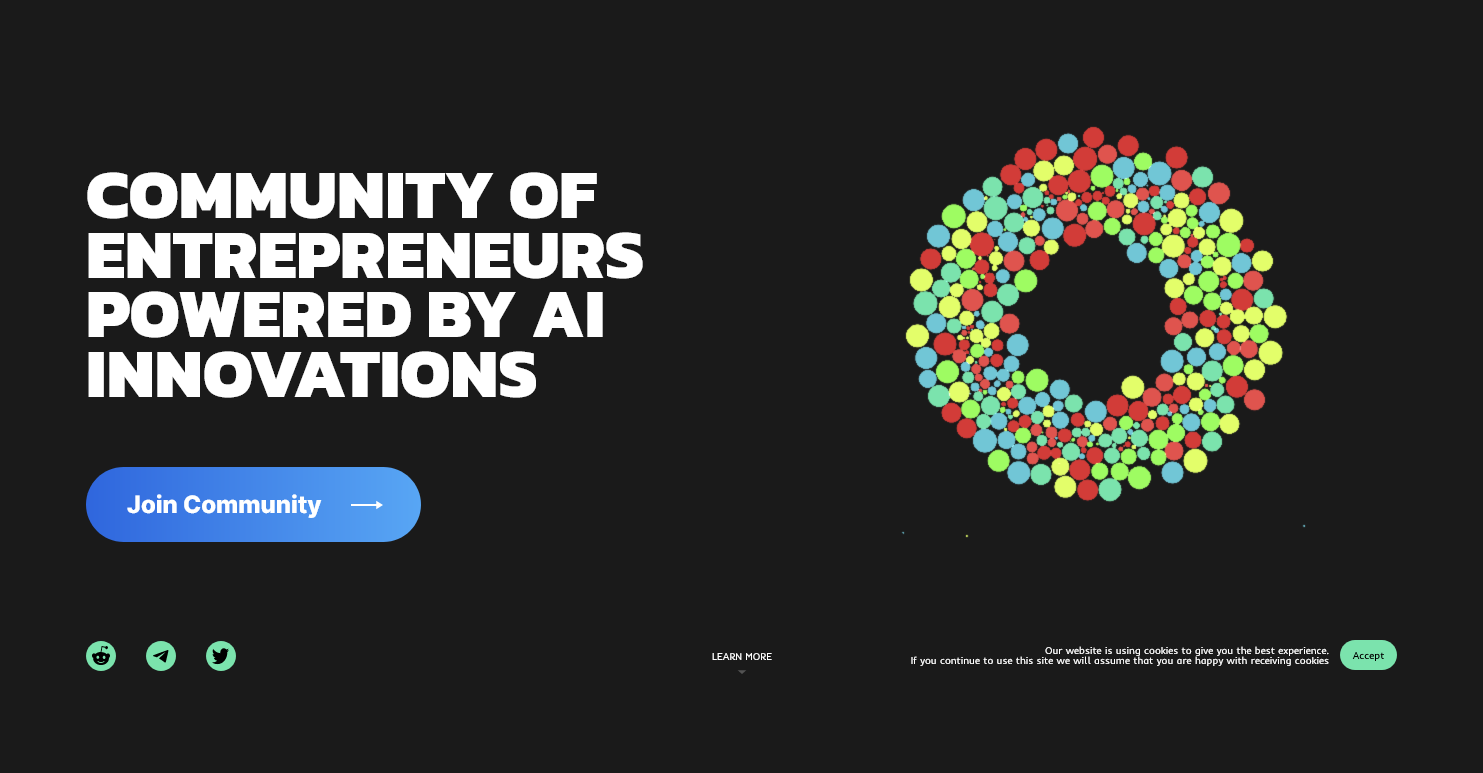 COMMUNITY OF
ENTREPRENEURS
POWERED BY AI
INNOVATIONS
Join Community
LEARN MORE
Our website is using cookies to give you the best experience.
If you continue to use this site we will assume that you are happy with receiving cookies
Accept